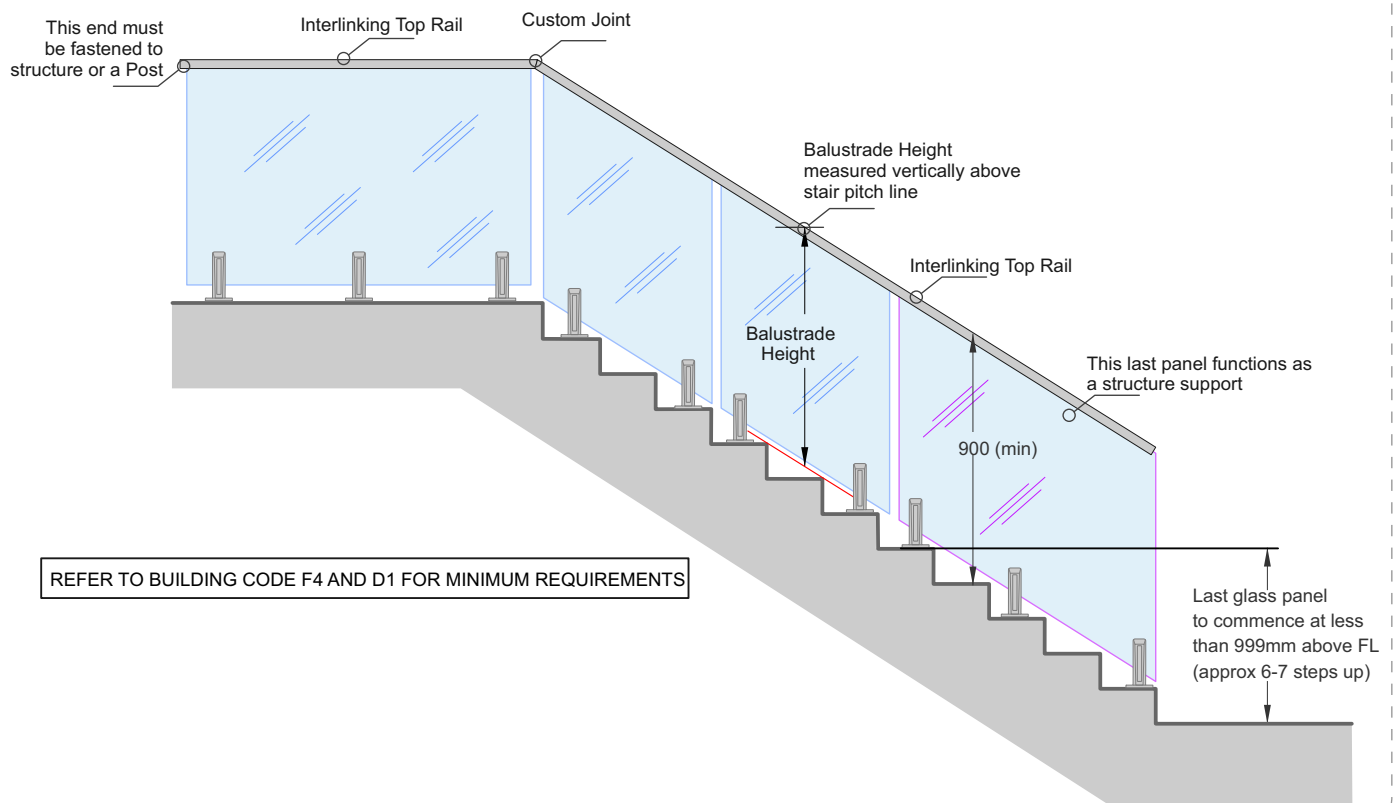 This end must
be fastened to
structure or a Post
Interlinking Top Rail
Custom Joint
Balustrade Height
measured vertically above
stair pitch line
Interlinking Top Rail
Balustrade
Height
This last panel functions as
a structure support
900 (min)
REFER TO BUILDING CODE F4 AND D1 FOR MINIMUM REQUIREMENTS
Last glass panel
to commence at less
than 999mm above FL
(approx 6-7 steps up)